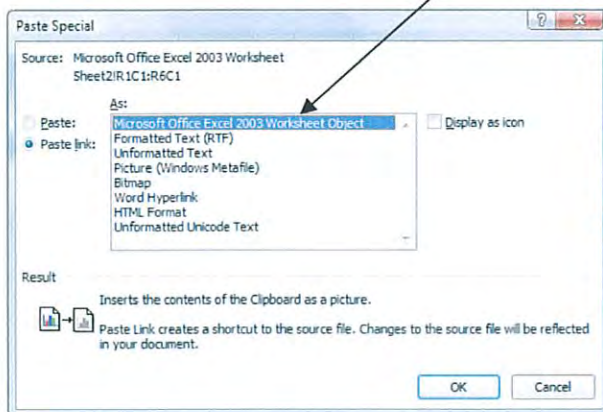 Paste Special
Source: Microsoft Office Excel 2003 Worksheet
Sheet2!R1C1:R6C1
As:
Paste:
Paste link:
Microsoft Office Excel 2003 Worksheet Object
Formatted Text (RTF)
Unformatted Text
Picture (Windows Metafile)
Bitmap
Word Hyperlink
HTML Format
Unformatted Unicode Text
Display as icon
Result
Inserts the contents of the Clipboard as a picture.
Paste Link creates a shortcut to the source file. Changes to the source file will be reflected
in your document.
OK
Cancel